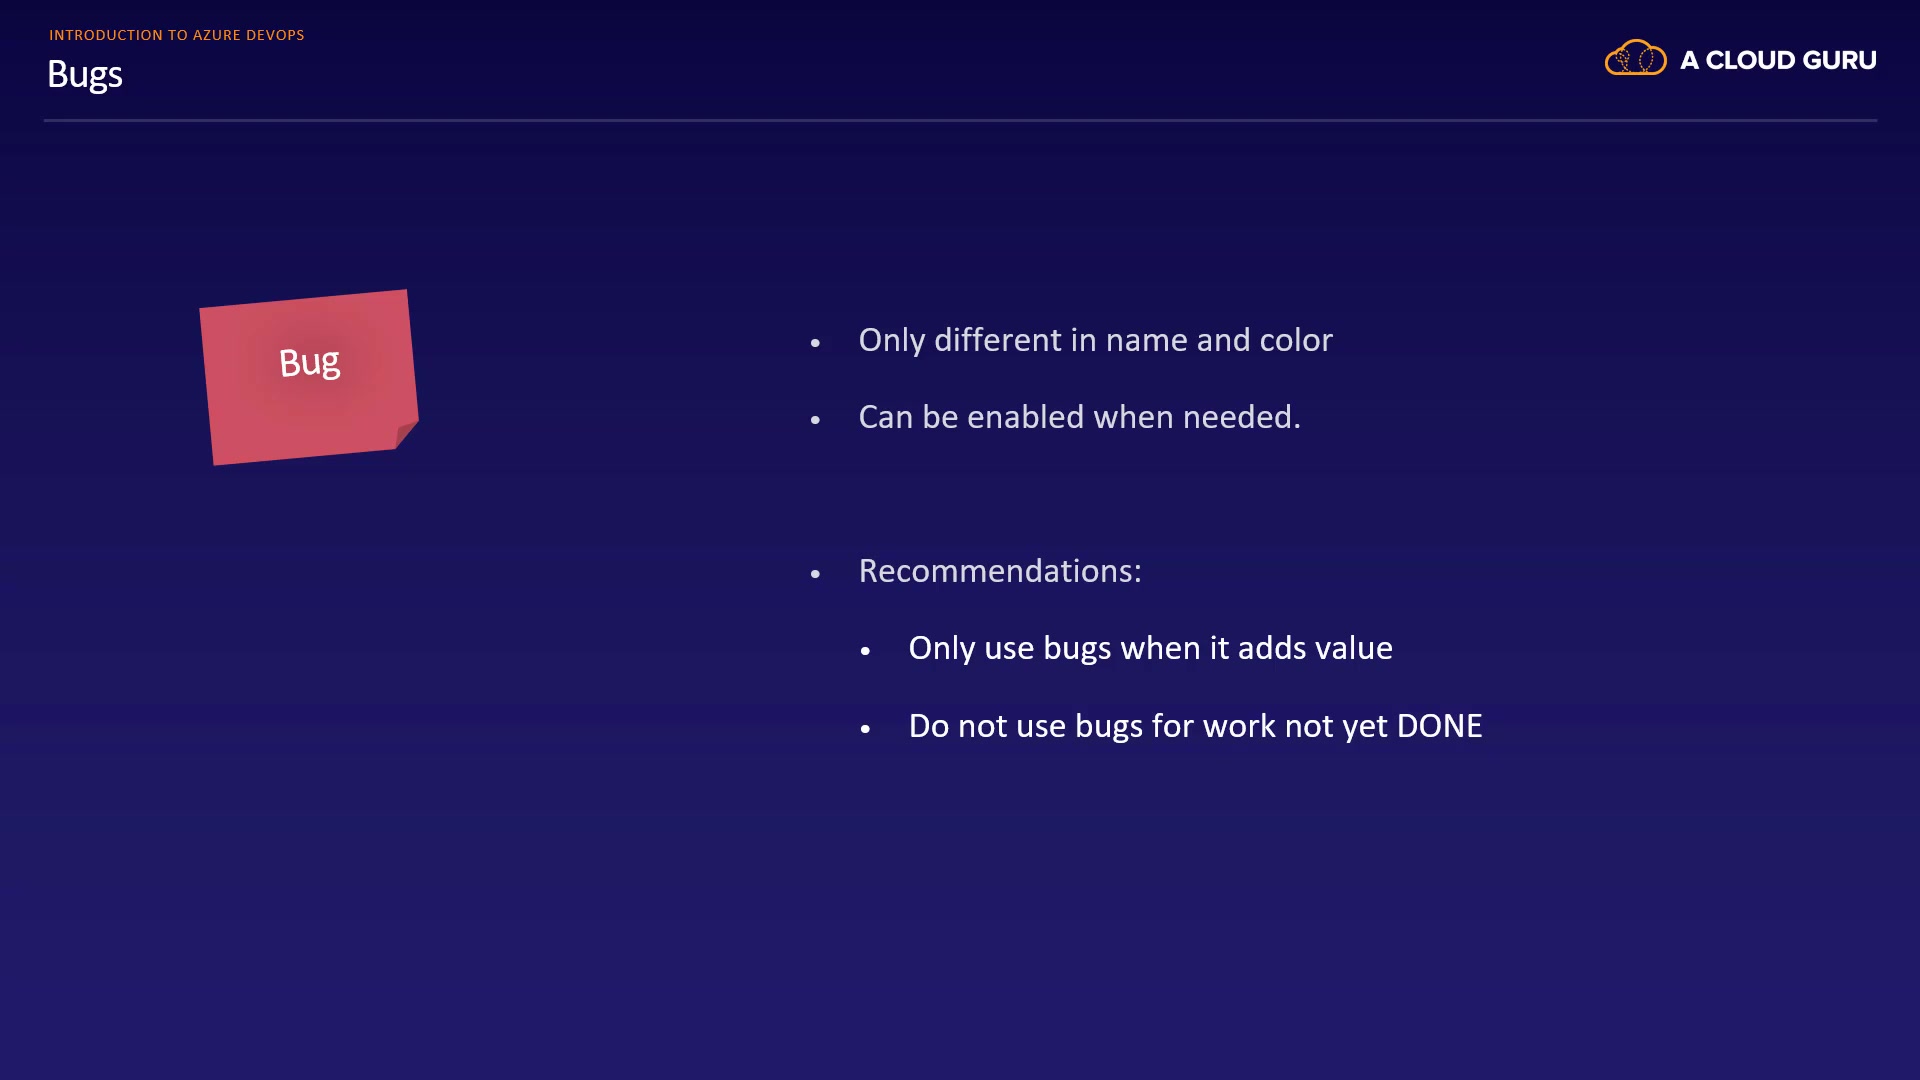 INTRODUCTION TO AZURE DEVOPS
Bugs
A CLOUD GURU
Bug
• Only different in name and color
• Can be enabled when needed.
• Recommendations:
• Only use bugs when it adds value
• Do not use bugs for work not yet DONE